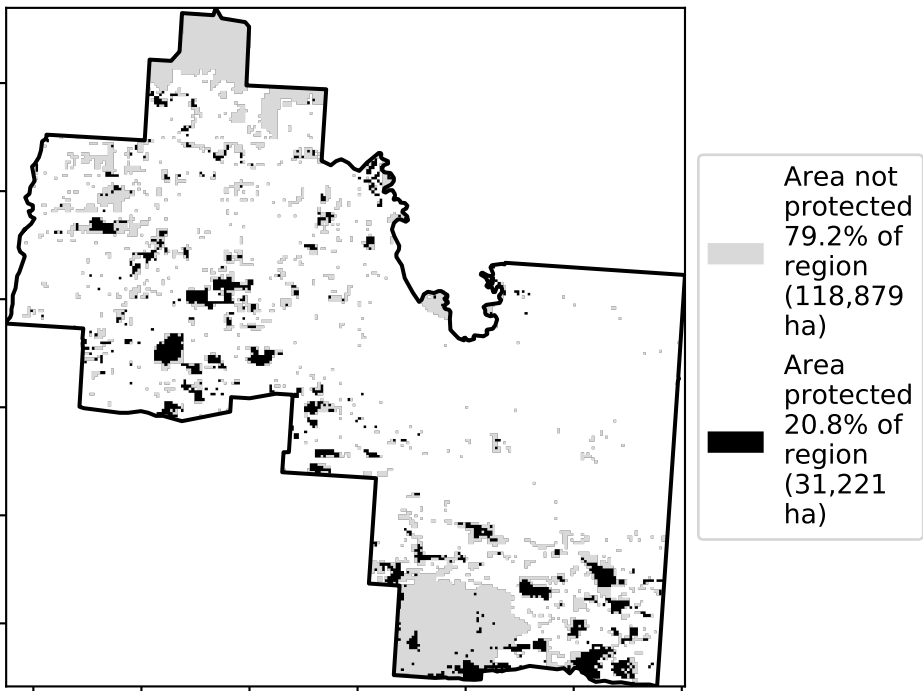 Area not
protected
79.2% of
region
(118,879
ha)
Area
protected
20.8% of
region
(31,221
ha)